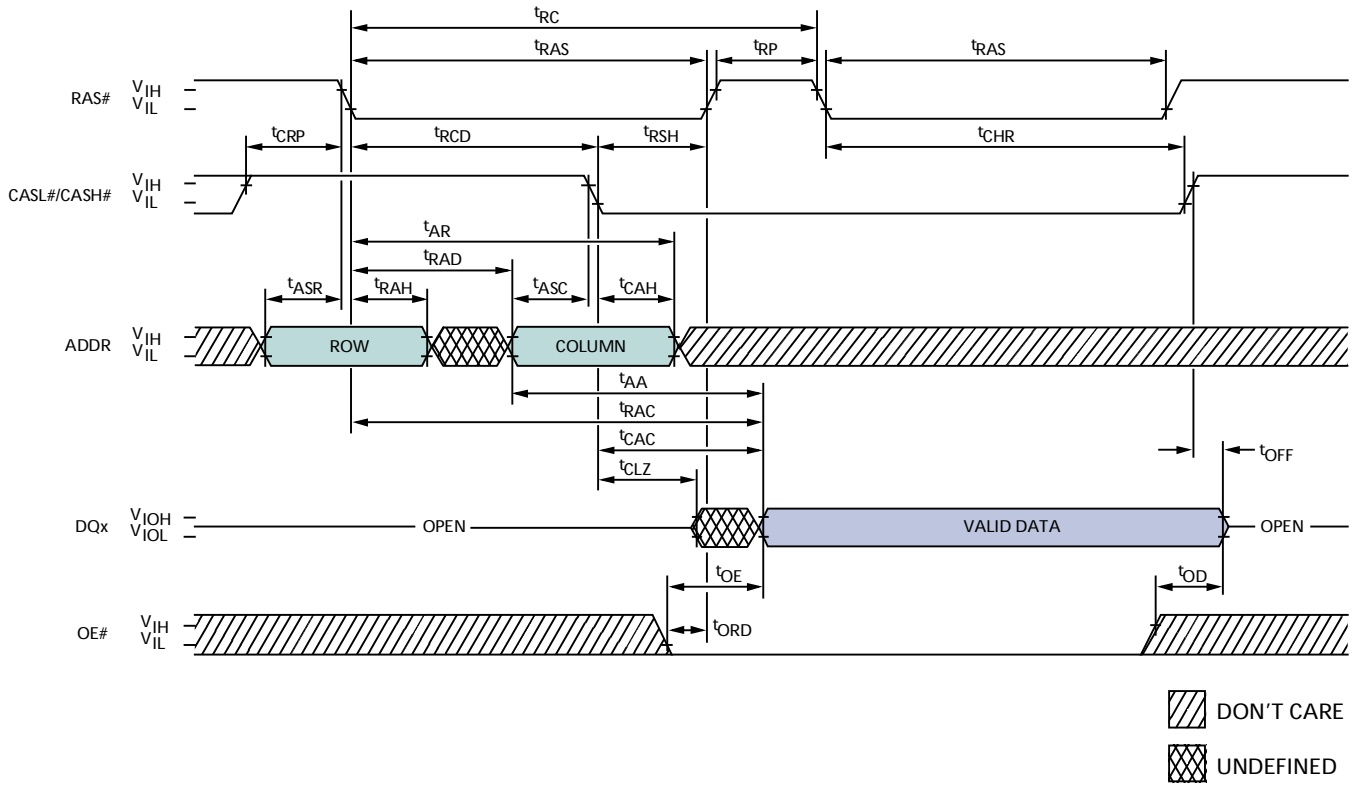 tRC
tRAS tRP tRAS
RAS# VIH
VIL
tCRP tRCD tRSH tCHR
CASL#/CASH# VIH
VIL
tAR
tRAD
tASR tRAH tASC tCAH
ADDR VIH
VIL
ROW COLUMN
tAA
tRAC
tCAC
tOFF
tCLZ
DQx VIOH
VIOL
OPEN VALID DATA OPEN
tOE tOD
OE# VIH
VIL
tORD
DON'T CARE
UNDEFINED